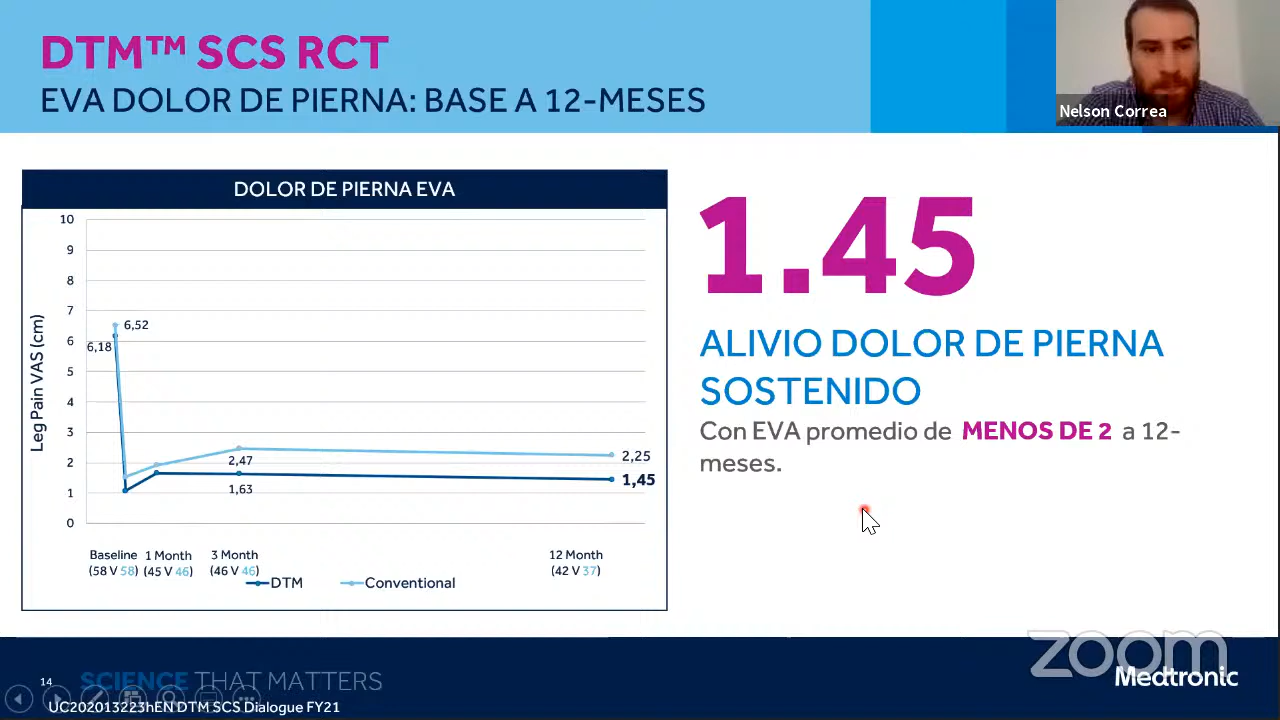 DTM™ SCS RCT
EVA DOLOR DE PIERNA: BASE A 12-MESES
Nelson Correa
DOLOR DE PIERNA EVA
10
9
8
7
6
5
4
3
2
1
0
Leg Pain VAS (cm)
6,52
6,18
2,47
1,63
2,25
1,45
Baseline 1 Month 3 Month 12 Month
(58 V 58) (45 V 46) (46 V 46) (42 V 37)
DTM Conventional
1.45
ALIVIO DOLOR DE PIERNA
SOSTENIDO
Con EVA promedio de MENOS DE 2 a 12-
meses.
zoom
Medtronic
14 SCIENCE THAT MATTERS
UC202013223hEN DTM SCS Dialogue FY21